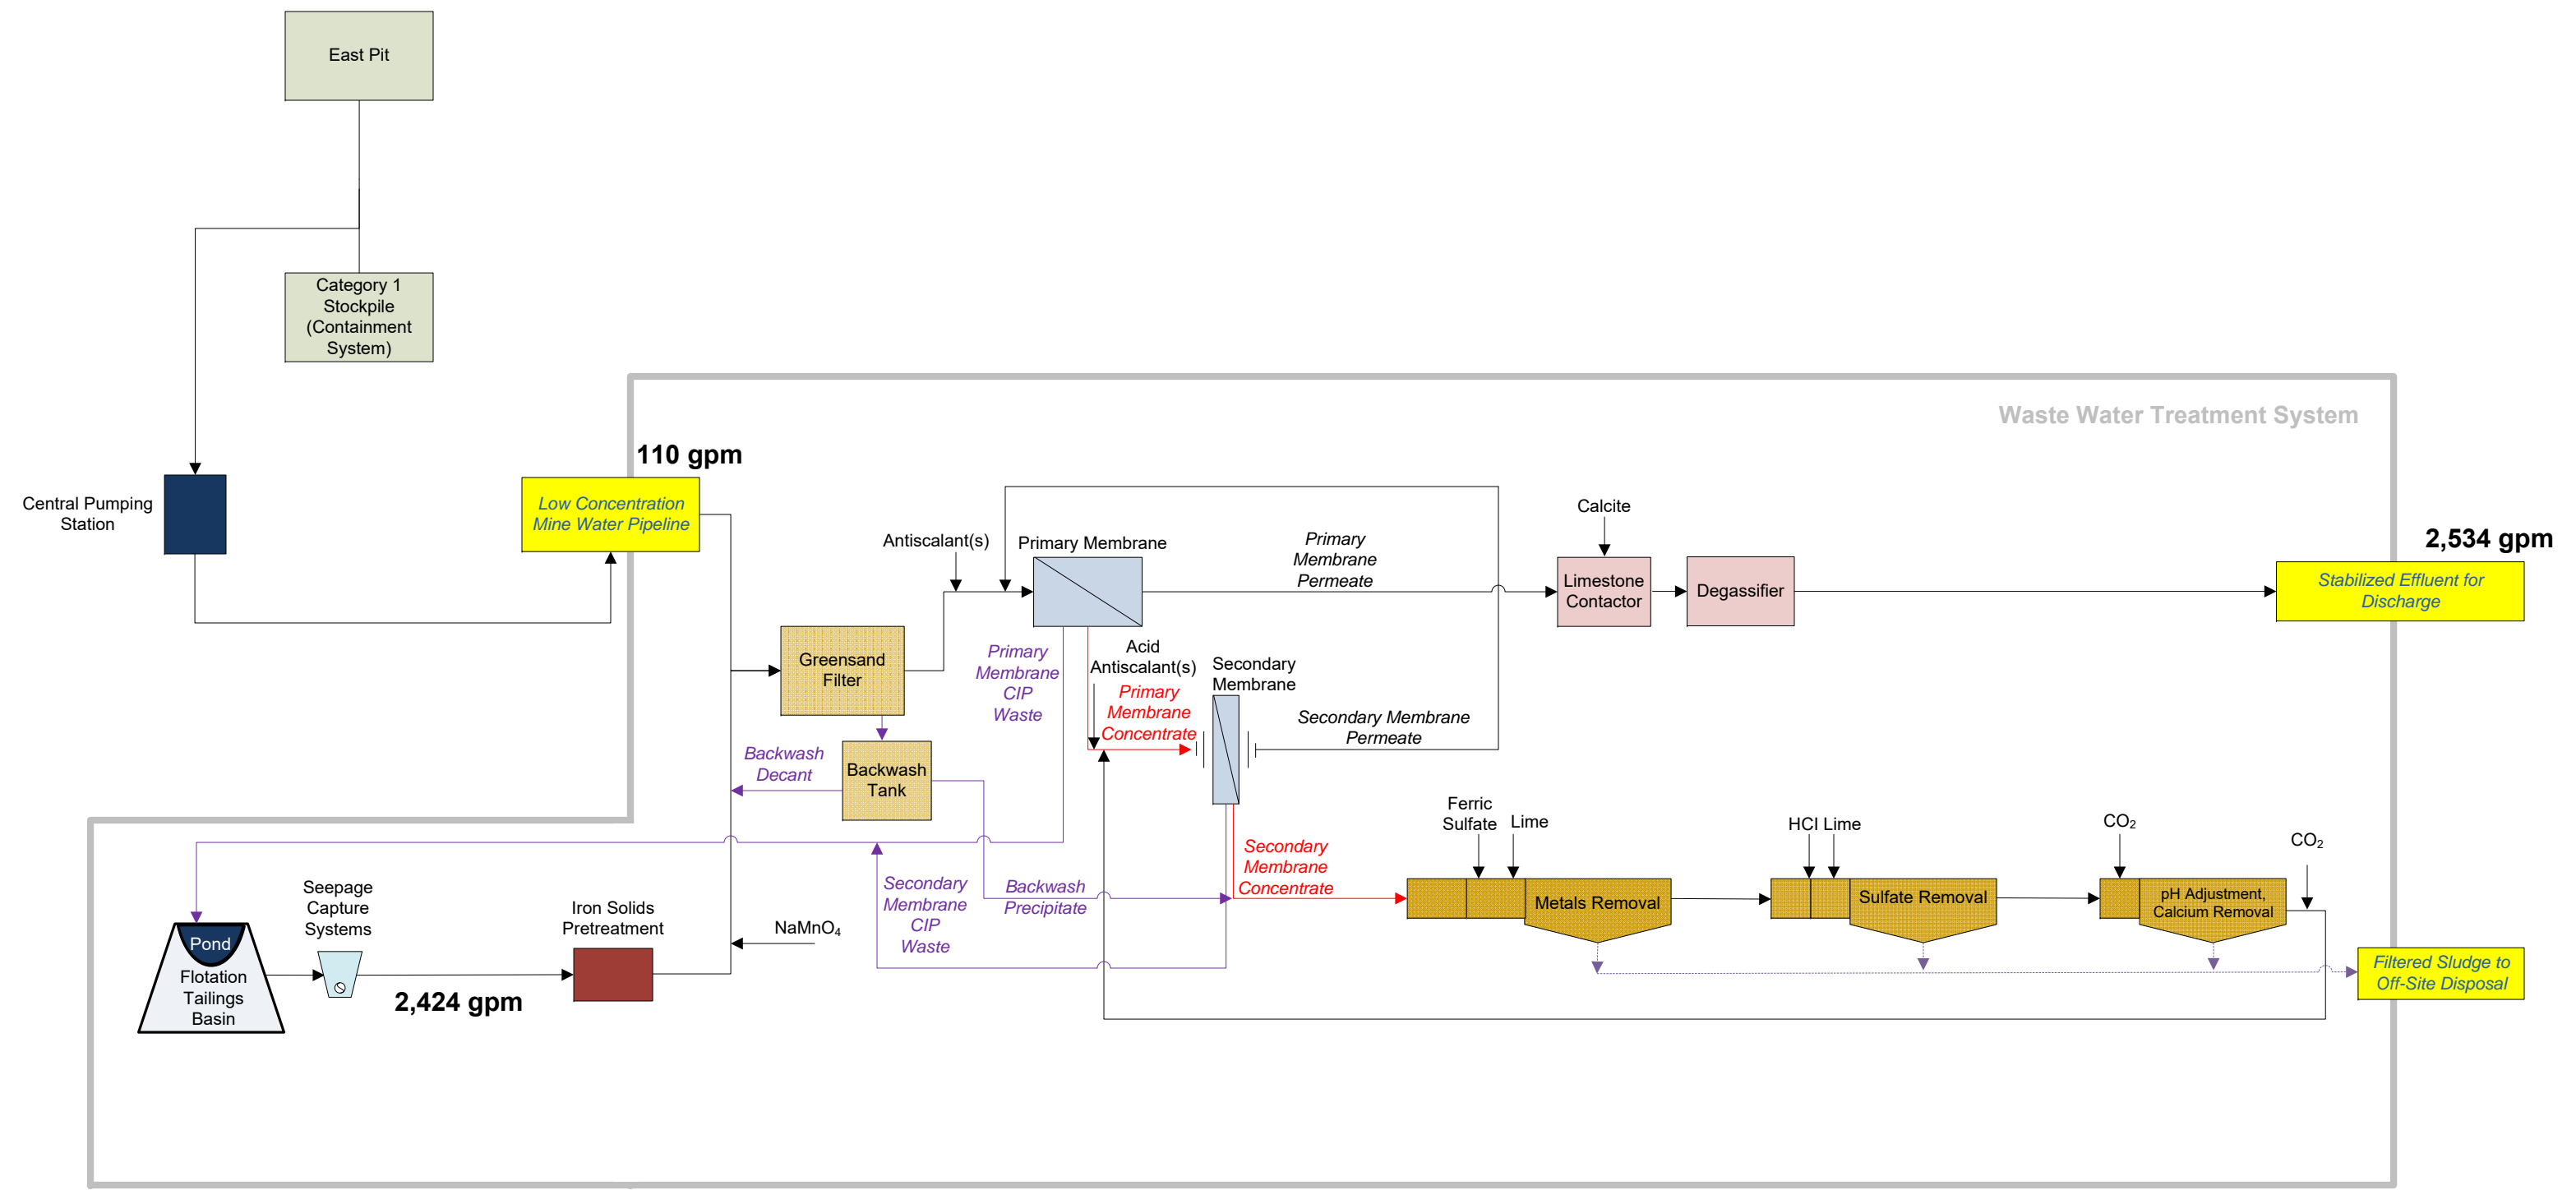 East Pit
Category 1
Stockpile
(Containment
System)
Waste Water Treatment System
110 gpm
Central Pumping
Station
Low Concentration
Mine Water Pipeline
Antiscalant(s)
Primary Membrane
Primary
Membrane
Permeate
Calcite
Limestone
Contactor
Degassifier
2,534 gpm
Stabilized Effluent for
Discharge
Greensand
Filter
Primary
Membrane
CIP
Waste
Acid
Antiscalant(s)
Primary
Membrane
Concentrate
Secondary
Membrane
Secondary Membrane
Permeate
Backwash
Decant
Backwash
Tank
Ferric
Sulfate
Lime
HCl Lime
CO₂
CO₂
Secondary
Membrane
Concentrate
Metals Removal
Sulfate Removal
pH Adjustment,
Calcium Removal
Seepage
Capture
Systems
Iron Solids
Pretreatment
Secondary
Membrane
CIP
Waste
Backwash
Precipitate
NaMnO₄
Pond
Flotation
Tailings
Basin
2,424 gpm
Filtered Sludge to
Off-Site Disposal